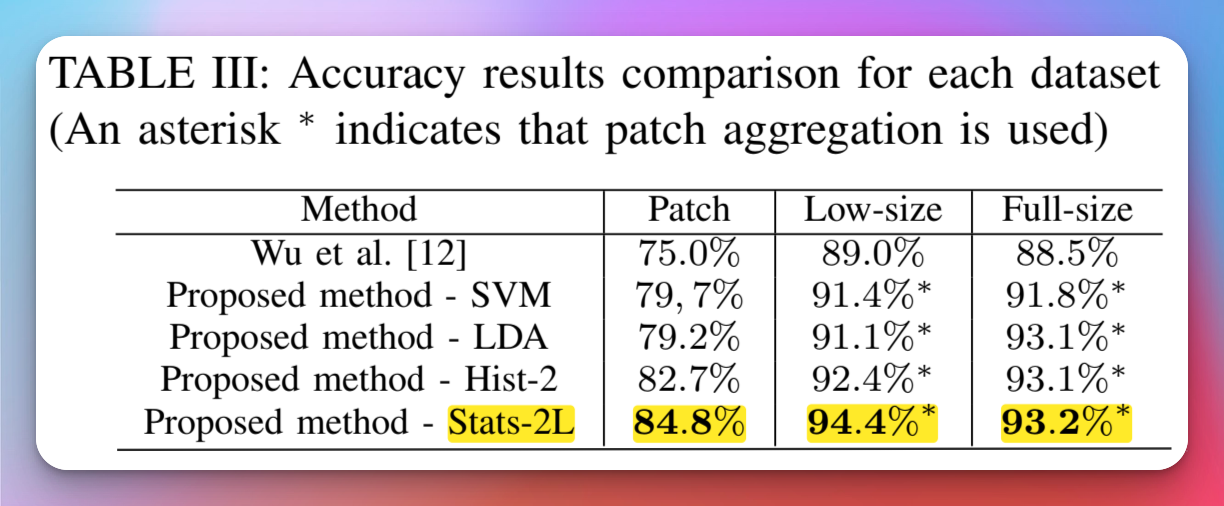 TABLE III: Accuracy results comparison for each dataset
(An asterisk * indicates that patch aggregation is used)
Method Patch Low-size Full-size
Wu et al. [12] 75.0% 89.0% 88.5%
Proposed method - SVM 79, 7% 91.4%* 91.8%*
Proposed method - LDA 79.2% 91.1%* 93.1%*
Proposed method - Hist-2 82.7% 92.4%* 93.1%*
Proposed method - Stats-2L 84.8% 94.4%* 93.2%*